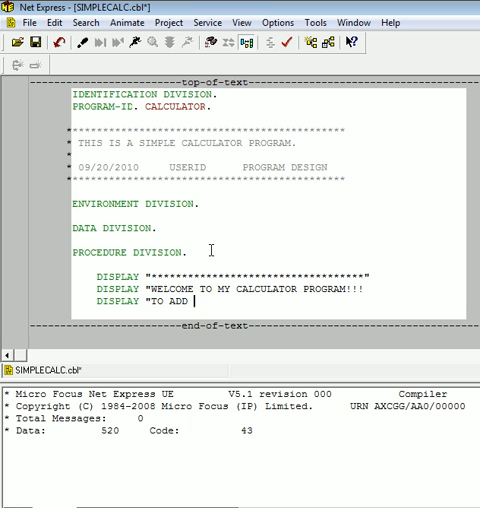 Net Express - [SIMPLECALC.cbl*]
File Edit Search Animate Project Service View Options Tools Window Help
top-of-text
IDENTIFICATION DIVISION.
PROGRAM-ID. CALCULATOR.
*********************************************
* THIS IS A SIMPLE CALCULATOR PROGRAM.
*
* 09/20/2010 USERID PROGRAM DESIGN
*********************************************
ENVIRONMENT DIVISION.
DATA DIVISION.
PROCEDURE DIVISION.
DISPLAY "***********************************"
DISPLAY "WELCOME TO MY CALCULATOR PROGRAM!!!
DISPLAY "TO ADD
end-of-text
SIMPLECALC.cbl*
* Micro Focus Net Express UE V5.1 revision 000 Compiler
* Copyright (C) 1984-2008 Micro Focus (IP) Limited. URN AXCGG/AA0/00000
* Total Messages: 0
* Data: 520 Code: 43